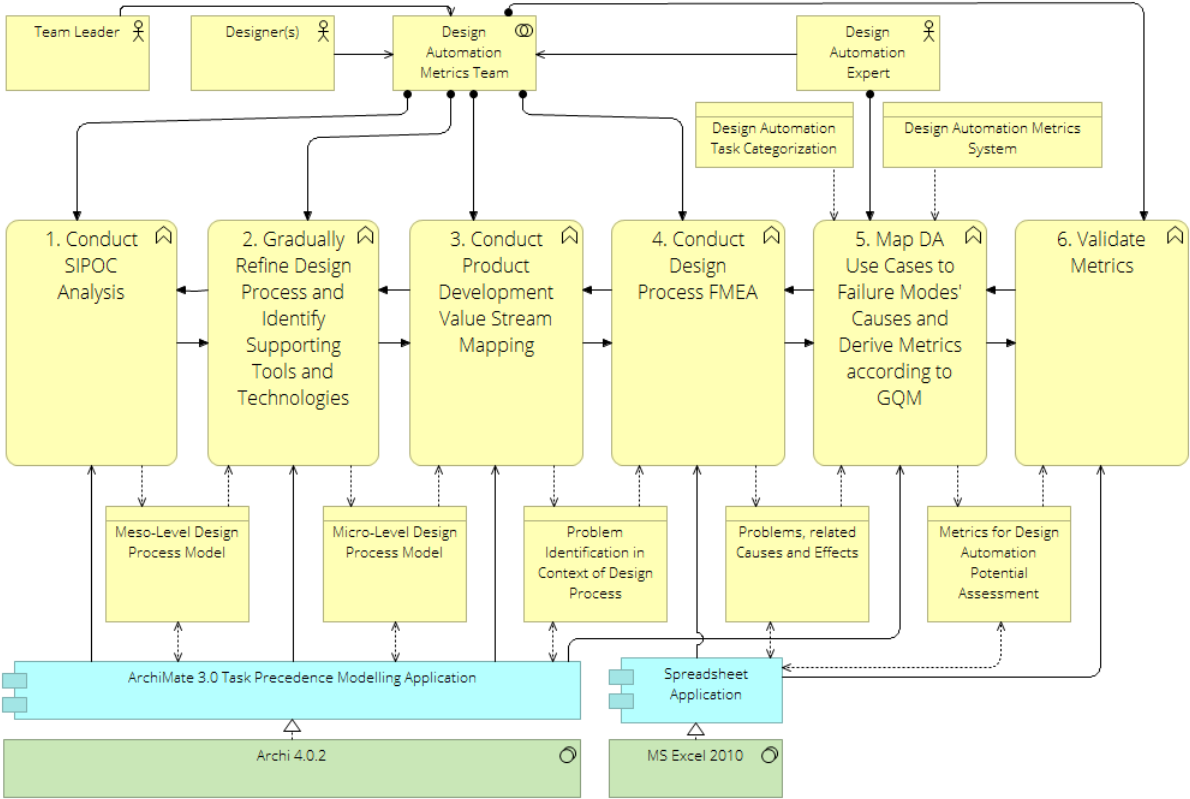 Team Leader
Designer(s)
Design
Automation
Metrics Team
Design
Automation
Expert
Design Automation
Task Categorization
Design Automation Metrics
System
1. Conduct
SIPOC
Analysis
2. Gradually
Refine Design
Process and
Identify
Supporting
Tools and
Technologies
3. Conduct
Product
Development
Value Stream
Mapping
4. Conduct
Design
Process FMEA
5. Map DA
Use Cases to
Failure Modes'
Causes and
Derive Metrics
according to
GQM
6. Validate
Metrics
Meso-Level Design
Process Model
Micro-Level Design
Process Model
Problem
Identification in
Context of Design
Process
Problems, related
Causes and Effects
Metrics for Design
Automation
Potential
Assessment
ArchiMate 3.0 Task Precedence Modelling Application
Spreadsheet
Application
Archi 4.0.2
MS Excel 2010